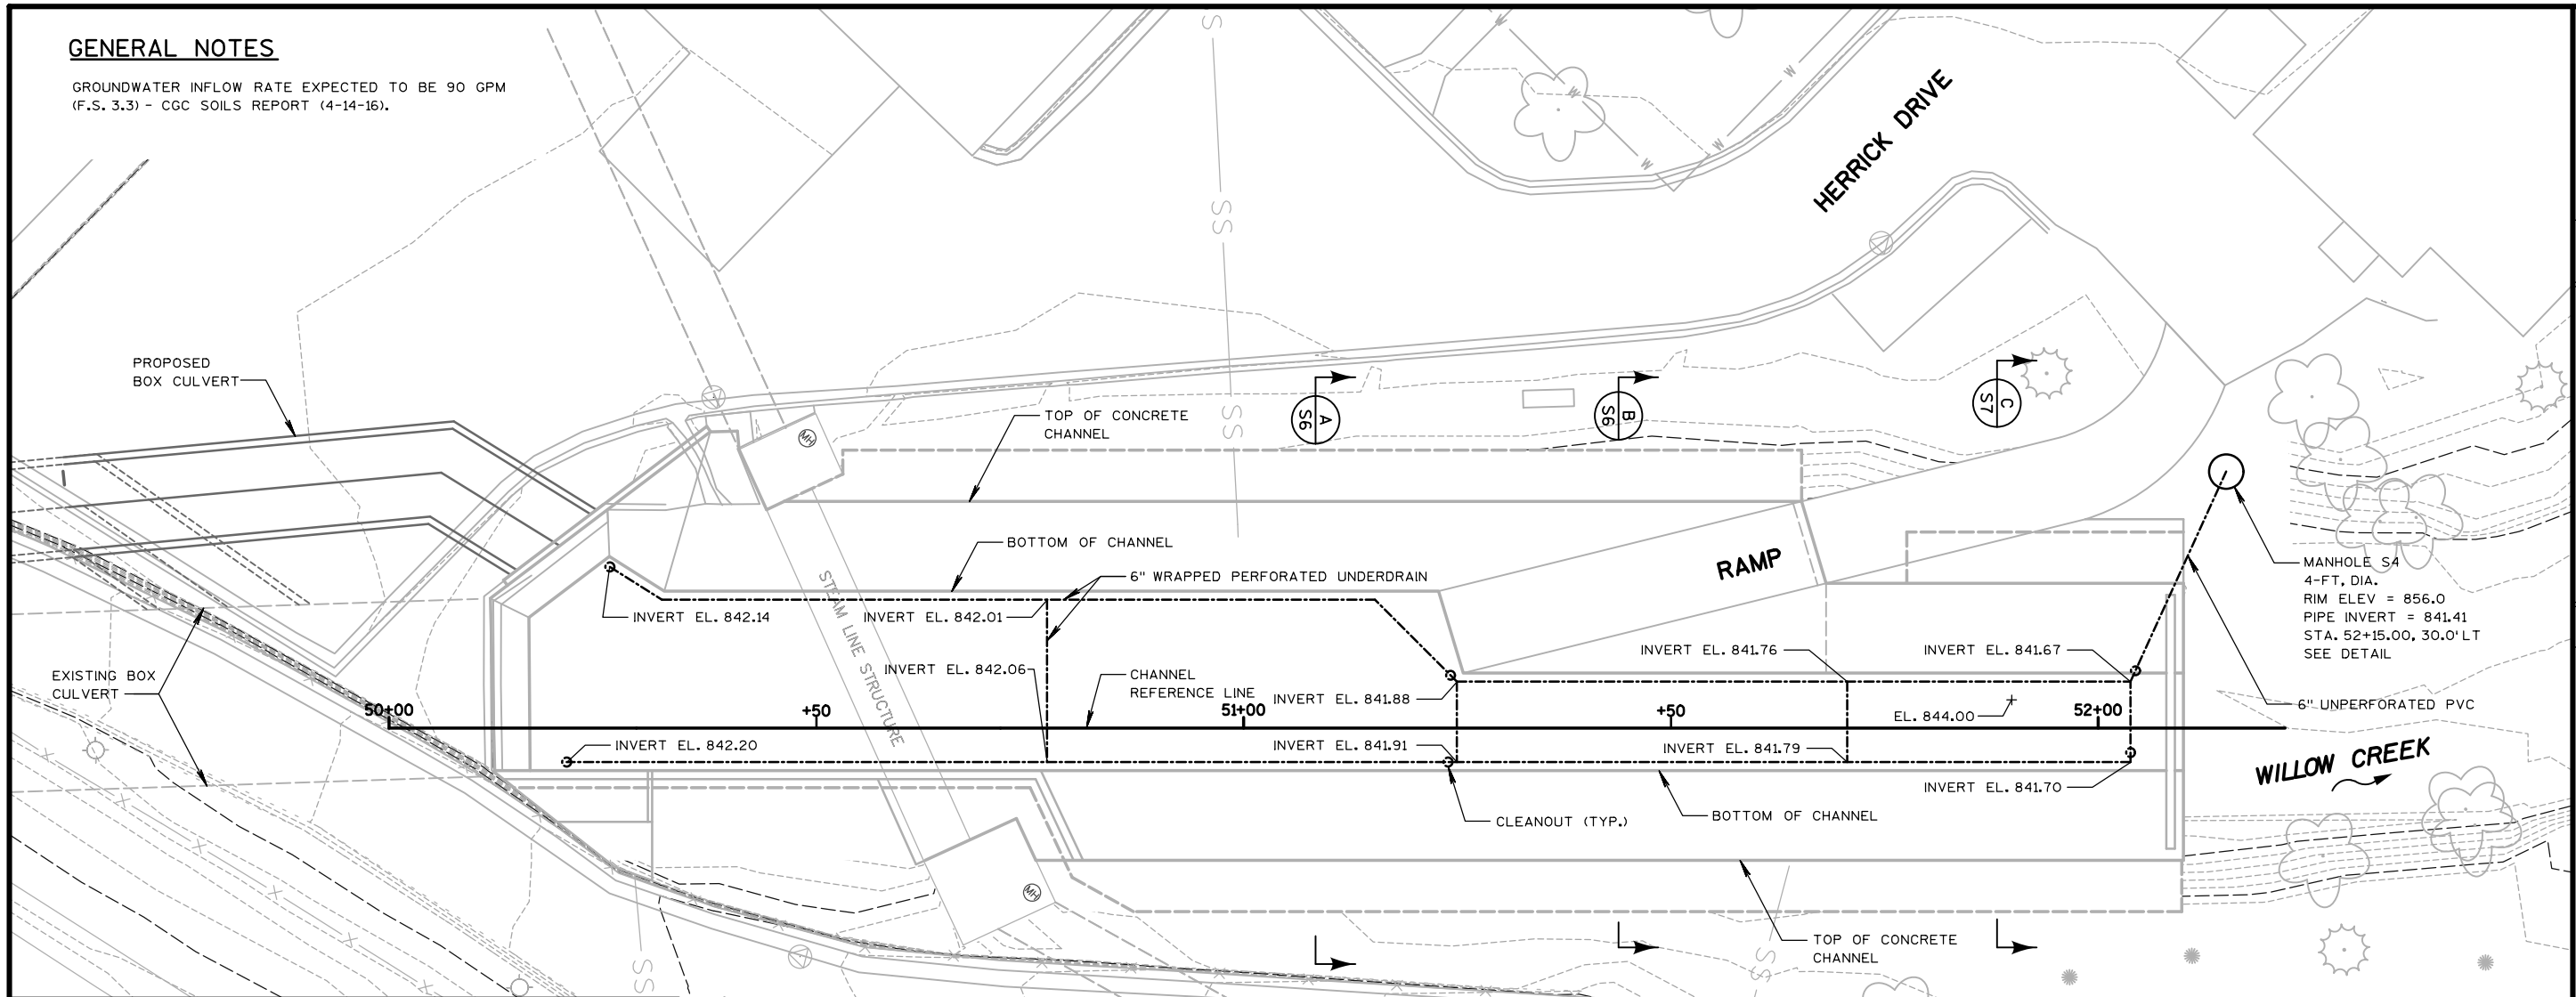 GENERAL NOTES
GROUNDWATER INFLOW RATE EXPECTED TO BE 90 GPM
(F.S. 3.3) - CGC SOILS REPORT (4-14-16).
SS
SS
SS
W
W
W
W
W
HERRICK DRIVE
PROPOSED
BOX CULVERT
TOP OF CONCRETE
CHANNEL
A
S6
B
S6
C
S7
MH
BOTTOM OF CHANNEL
6" WRAPPED PERFORATED UNDERDRAIN
RAMP
STEAM LINE STRUCTURE
INVERT EL. 842.14
INVERT EL. 842.01
MANHOLE S4
4-FT. DIA.
RIM ELEV = 856.0
PIPE INVERT = 841.41
STA. 52+15.00, 30.0' LT
SEE DETAIL
EXISTING BOX
CULVERT
INVERT EL. 842.06
CHANNEL
REFERENCE LINE
INVERT EL. 841.88
INVERT EL. 841.76
INVERT EL. 841.67
6" UNPERFORATED PVC
50+00
+50
51+00
+50
EL. 844.00
52+00
INVERT EL. 842.20
INVERT EL. 841.91
INVERT EL. 841.79
INVERT EL. 841.70
WILLOW CREEK
CLEANOUT (TYP.)
BOTTOM OF CHANNEL
MH
TOP OF CONCRETE
CHANNEL
SS
SS